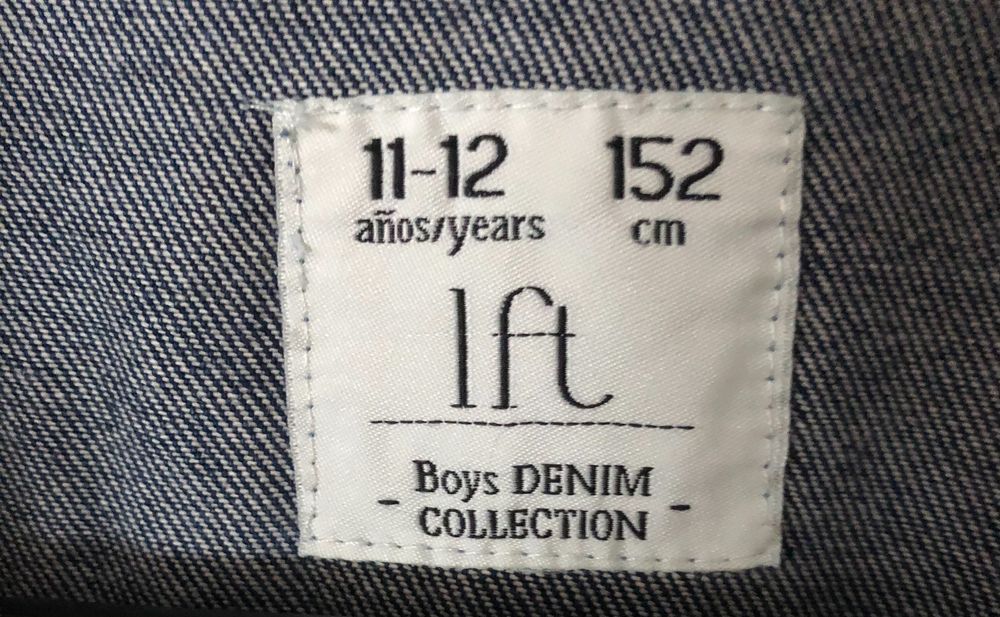 11-12 152
años/years cm
lft
Boys DENIM
- COLLECTION -